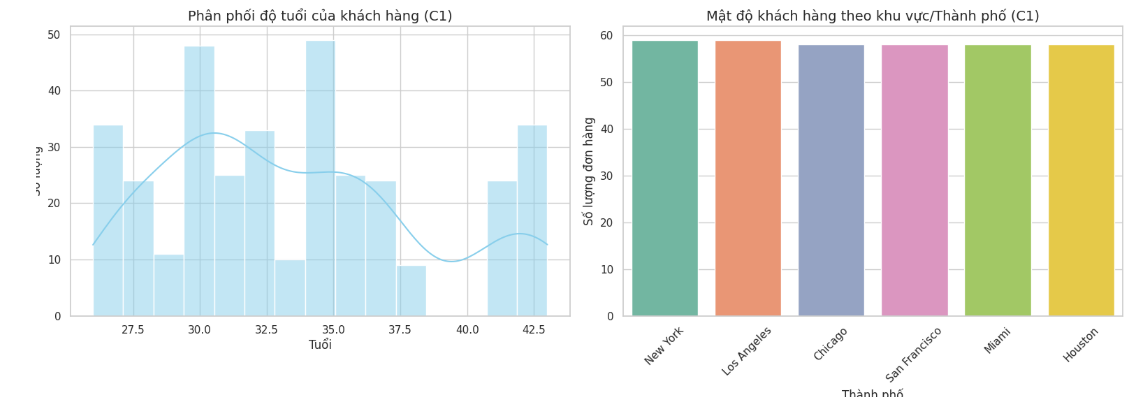 Phân phối độ tuổi của khách hàng (C1)
50
40
30
20
10
0
27.5 30.0 32.5 35.0 37.5 40.0 42.5
Tuổi
Mật độ khách hàng theo khu vực/Thành phố (C1)
Số lượng đơn hàng
60
50
40
30
20
10
0
New York
Los Angeles
Chicago
San Francisco
Miami
Houston
Thành phố